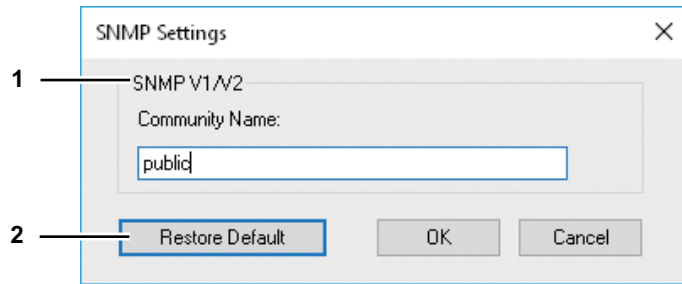 SNMP Settings
1
SNMP V1/V2
Community Name:
public
2
Restore Default
OK
Cancel